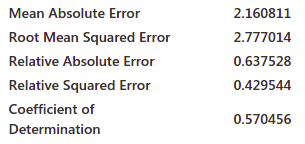 Mean Absolute Error 2.160811
Root Mean Squared Error 2.777014
Relative Absolute Error 0.637528
Relative Squared Error 0.429544
Coefficient of
Determination 0.570456